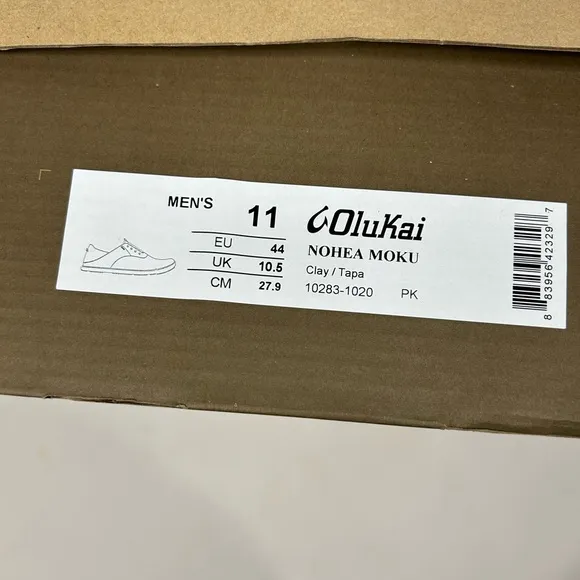 MEN'S 11
EU 44
UK 10.5
CM 27.9
OluKai
NOHEA MOKU
Clay / Tapa
10283-1020 PK
8 83956 42329 7